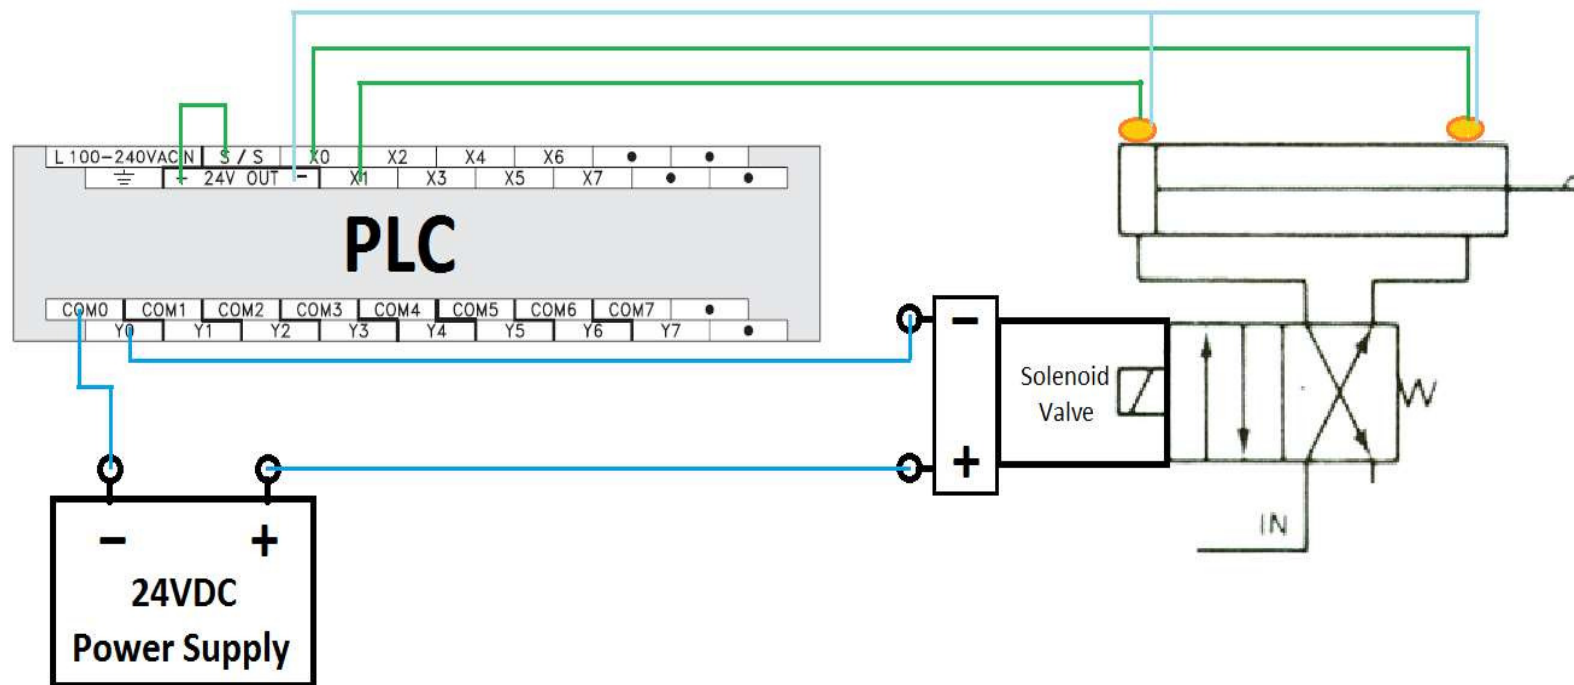 L 100-240VAC N S / S X0 X2 X4 X6 • •
+ 24V OUT - X1 X3 X5 X7 • •
PLC
COM0 COM1 COM2 COM3 COM4 COM5 COM6 COM7 •
Y0 Y1 Y2 Y3 Y4 Y5 Y6 Y7 •
-
Solenoid
Valve
+
IN
- +
24VDC
Power Supply